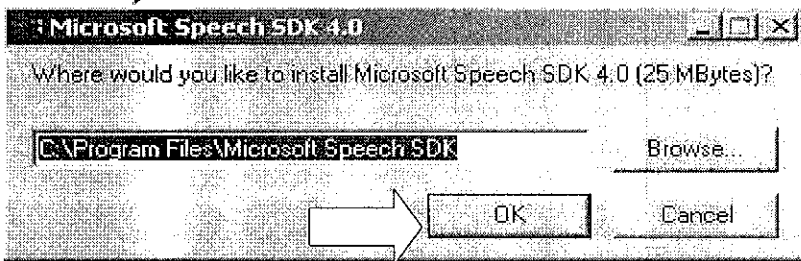 Microsoft Speech SDK 4.0
Where would you like to install Microsoft Speech SDK 4.0 (25 MBytes)?
C:\Program Files\Microsoft Speech SDK
Browse...
OK
Cancel